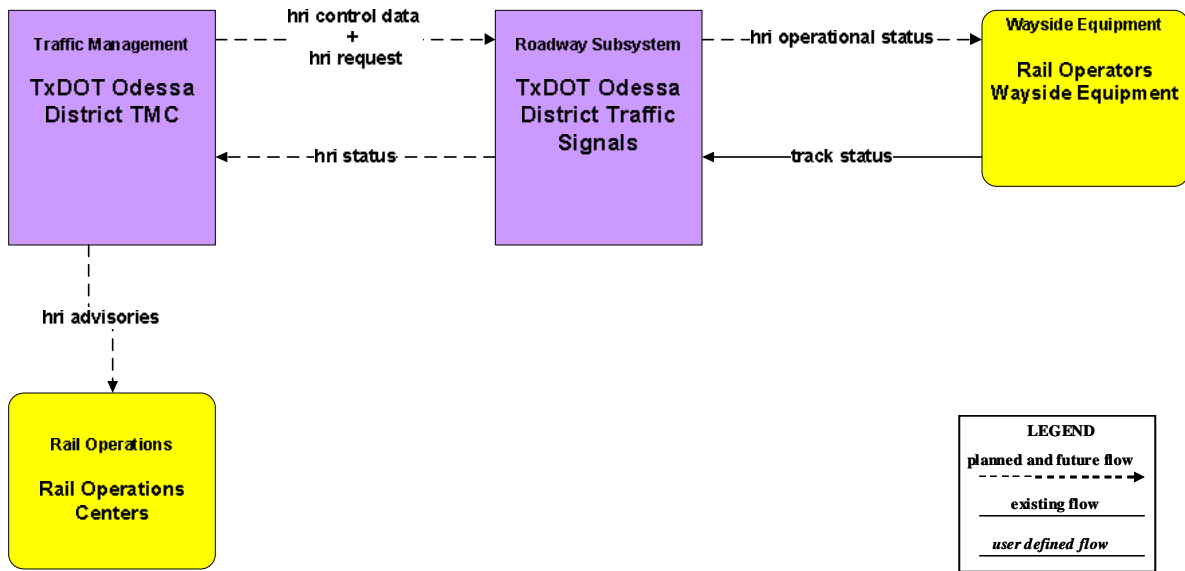 Traffic Management
TxDOT Odessa
District TMC
hri control data
+
hri request
Roadway Subsystem
TxDOT Odessa
District Traffic
Signals
hri operational status
Wayside Equipment
Rail Operators
Wayside Equipment
hri status
track status
hri advisories
Rail Operations
Rail Operations
Centers
LEGEND
planned and future flow
existing flow
user defined flow